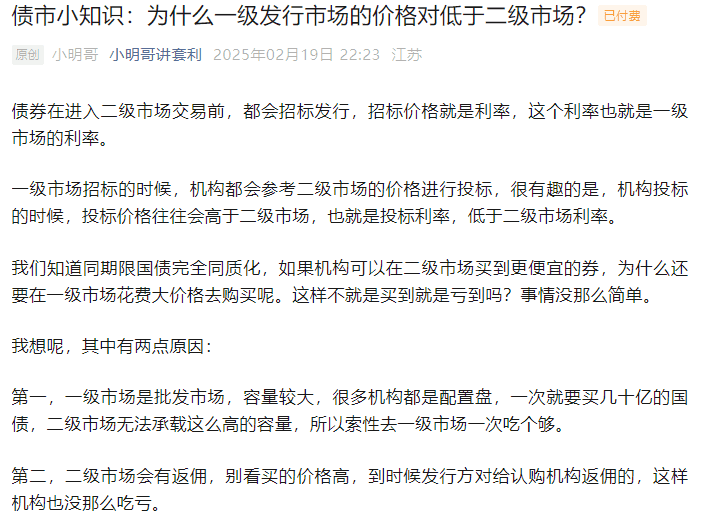 债市小知识：为什么一级发行市场的价格对低于二级市场？ 已付费
原创 小明哥 小明哥讲套利 2025年02月19日 22:23 江苏
债券在进入二级市场交易前，都会招标发行，招标价格就是利率，这个利率也就是一级
市场的利率。
一级市场招标的时候，机构都会参考二级市场的价格进行投标，很有趣的是，机构投标
的时候，投标价格往往会高于二级市场，也就是投标利率，低于二级市场利率。
我们知道同期限国债完全同质化，如果机构可以在二级市场买到更便宜的券，为什么还
要在一级市场花费大价格去购买呢。这样不就是买到就是亏到吗？事情没那么简单。
我想呢，其中有两点原因：
第一，一级市场是批发市场，容量较大，很多机构都是配置盘，一次就要买几十亿的国
债，二级市场无法承载这么高的容量，所以索性去一级市场一次吃个够。
第二，二级市场会有返佣，别看买的价格高，到时候发行方对给认购机构返佣的，这样
机构也没那么吃亏。